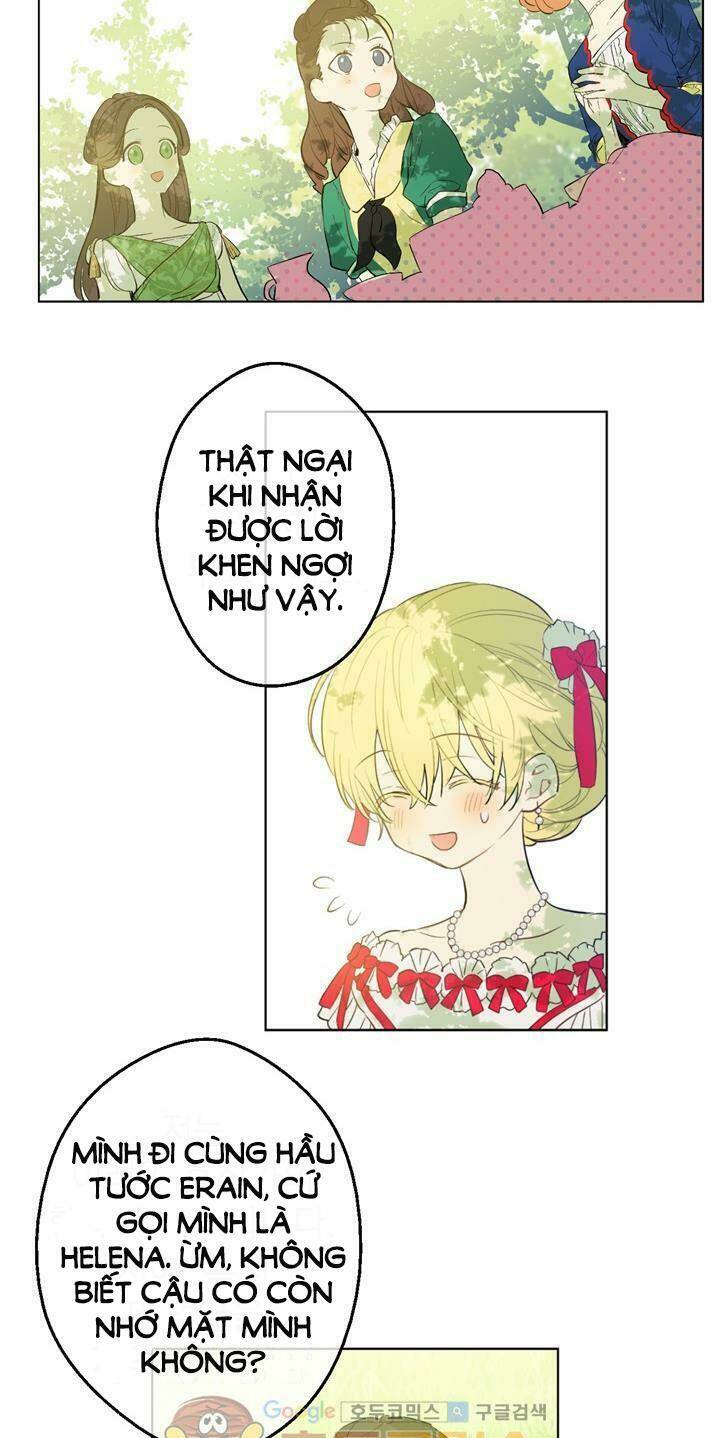 THẬT NGẠI
KHI NHẬN
ĐƯỢC LỜI
KHEN NGỢI
NHƯ VẬY.
MÌNH ĐI CÙNG HẦU
TƯỚC ERAIN, CỨ
GỌI MÌNH LÀ
HELENA. ỪM, KHÔNG
BIẾT CẬU CÓ CÒN
NHỚ MẶT MÌNH
KHÔNG?
Google 호두코믹스 구글검색